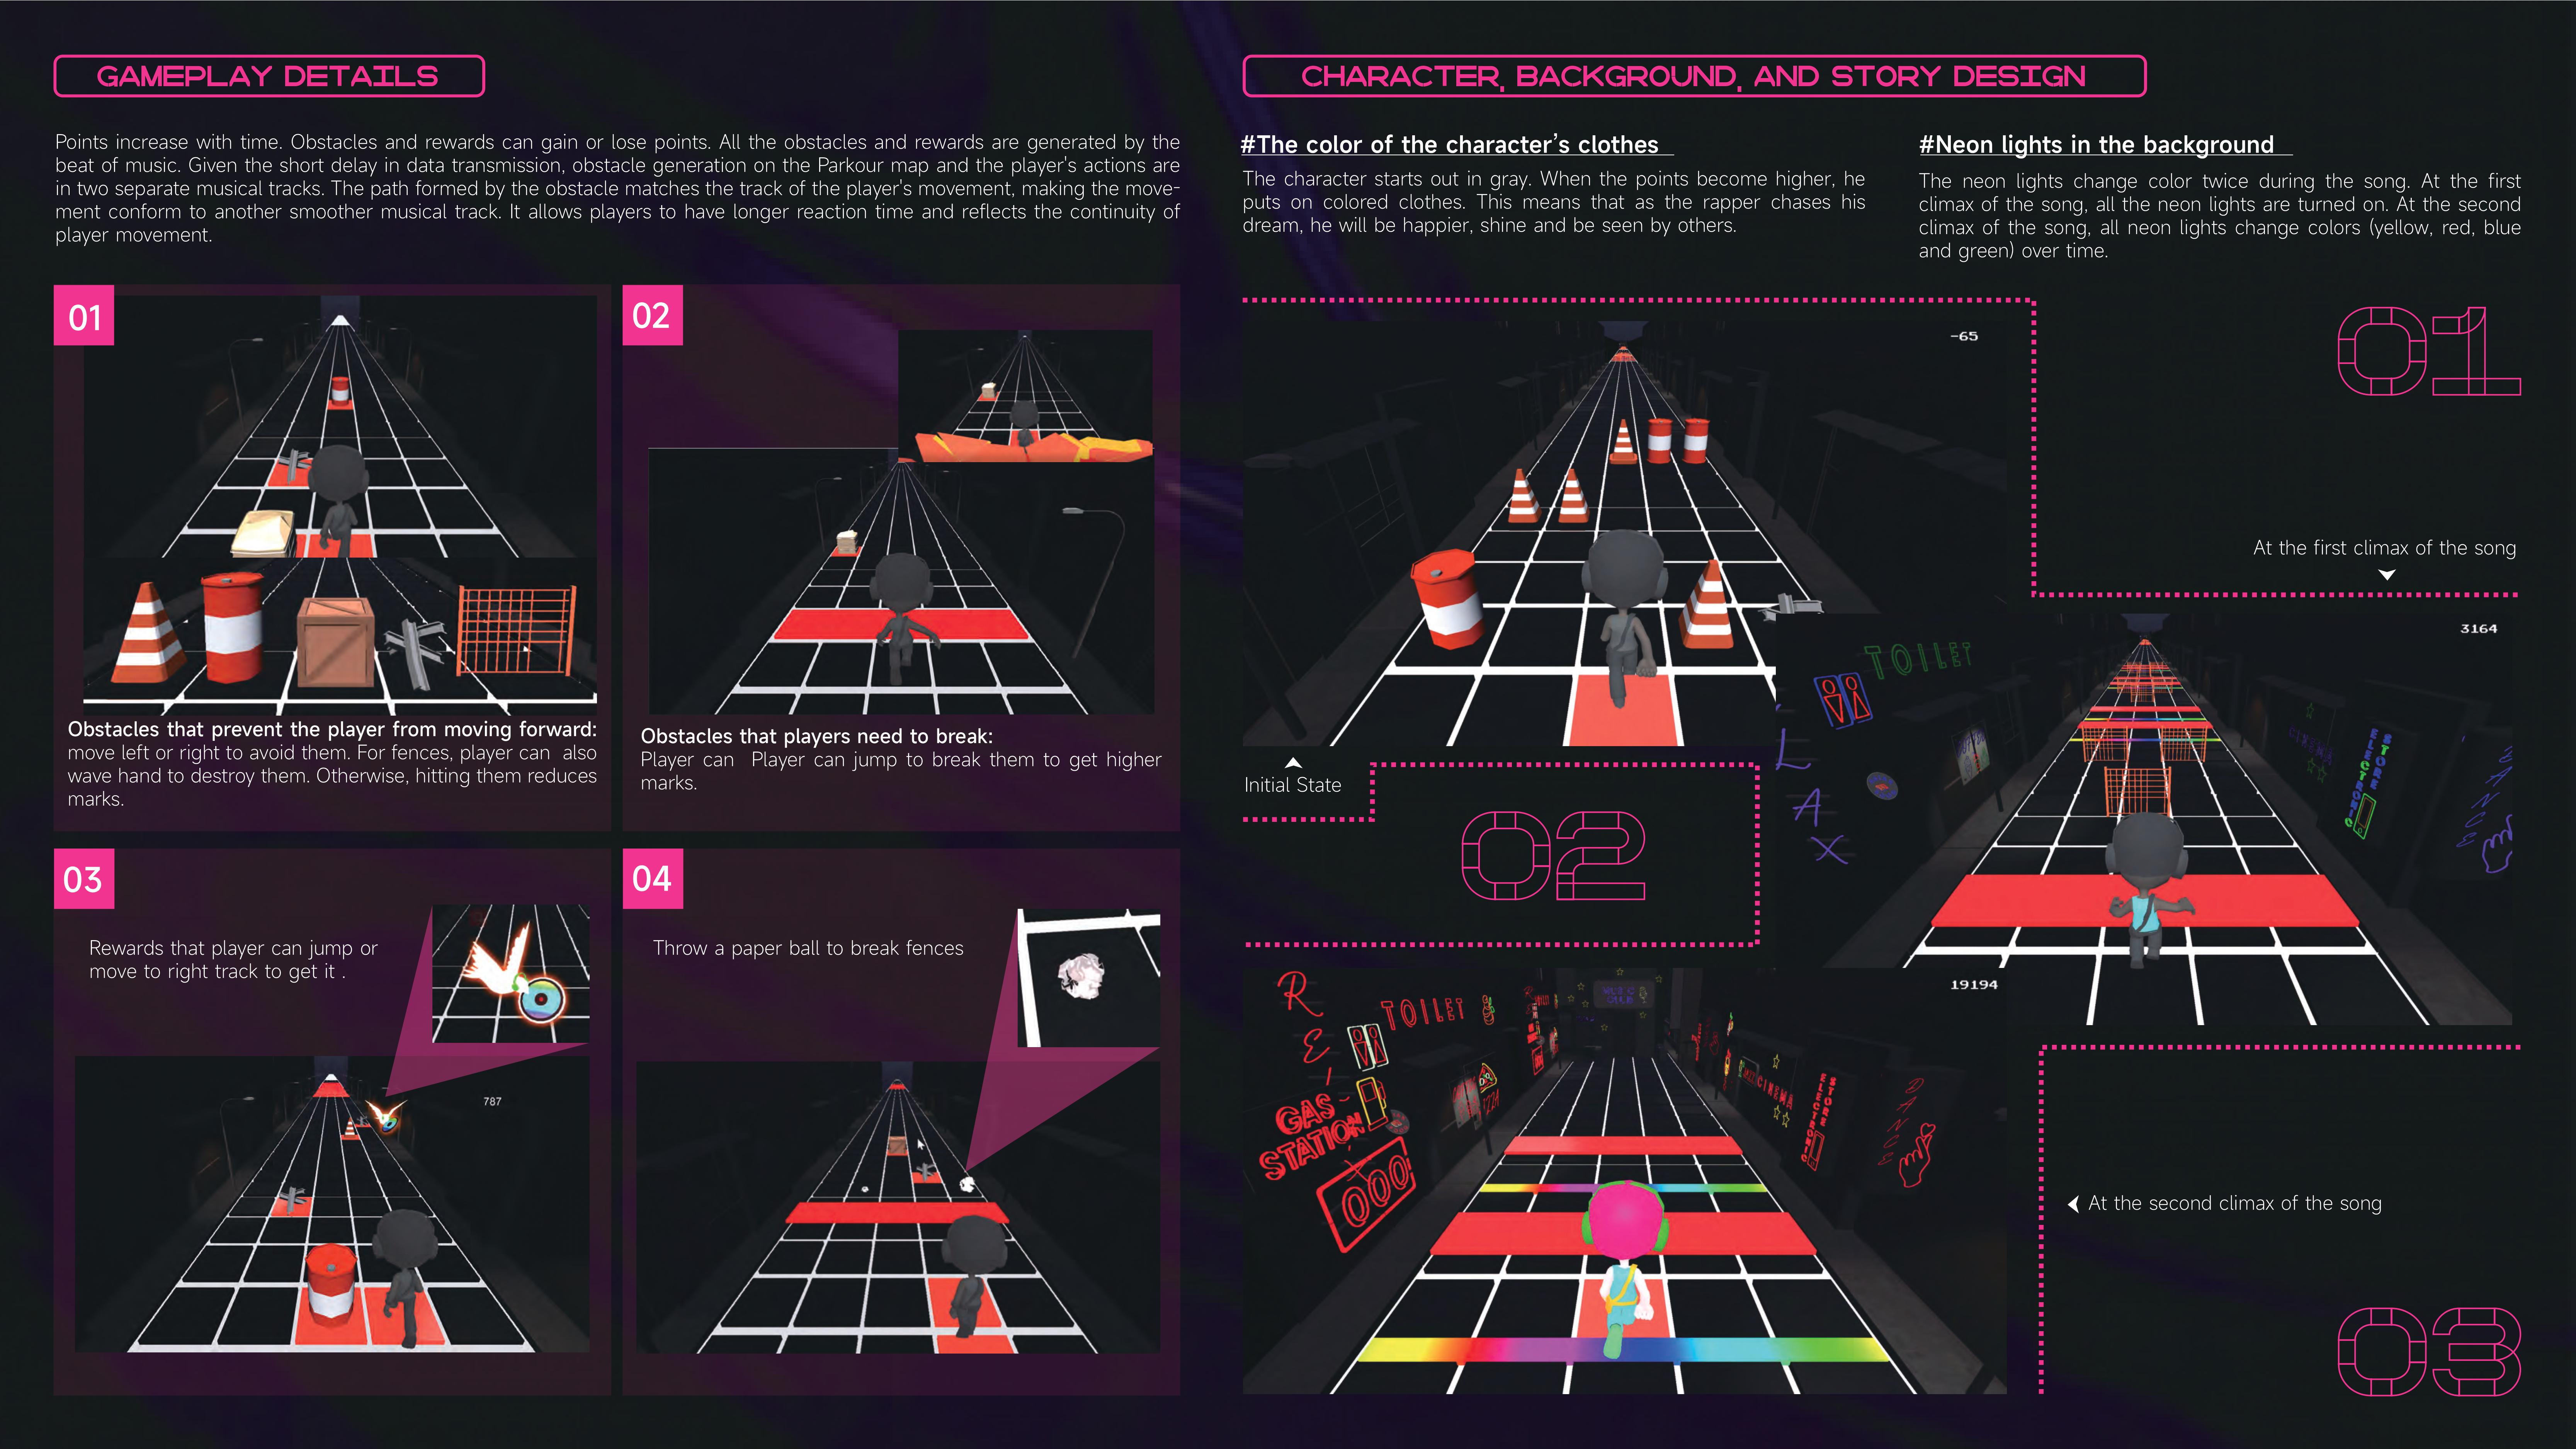 GAMEPLAY DETAILS
Points increase with time. Obstacles and rewards can gain or lose points. All the obstacles and rewards are generated by the
beat of music. Given the short delay in data transmission, obstacle generation on the Parkour map and the player's actions are
in two separate musical tracks. The path formed by the obstacle matches the track of the player's movement, making the move-
ment conform to another smoother musical track. It allows players to have longer reaction time and reflects the continuity of
player movement.
01
Obstacles that prevent the player from moving forward:
move left or right to avoid them. For fences, player can also
wave hand to destroy them. Otherwise, hitting them reduces
marks.
02
Obstacles that players need to break:
Player can Player can jump to break them to get higher
marks.
03
Rewards that player can jump or
move to right track to get it .
787
04
Throw a paper ball to break fences
CHARACTER, BACKGROUND, AND STORY DESIGN
#The color of the character’s clothes
The character starts out in gray. When the points become higher, he
puts on colored clothes. This means that as the rapper chases his
dream, he will be happier, shine and be seen by others.
#Neon lights in the background
The neon lights change color twice during the song. At the first
climax of the song, all the neon lights are turned on. At the second
climax of the song, all neon lights change colors (yellow, red, blue
and green) over time.
-65
01
Initial State
At the first climax of the song
3164
TOILET
L
A
X
CINEMA
ELECTRONIC
STORE
DANCE
02
19194
R
E
TOILET
GAS
STATION
000
PIZZA
CINEMA
ELECTRONIC
STORE
DANCE
At the second climax of the song
03